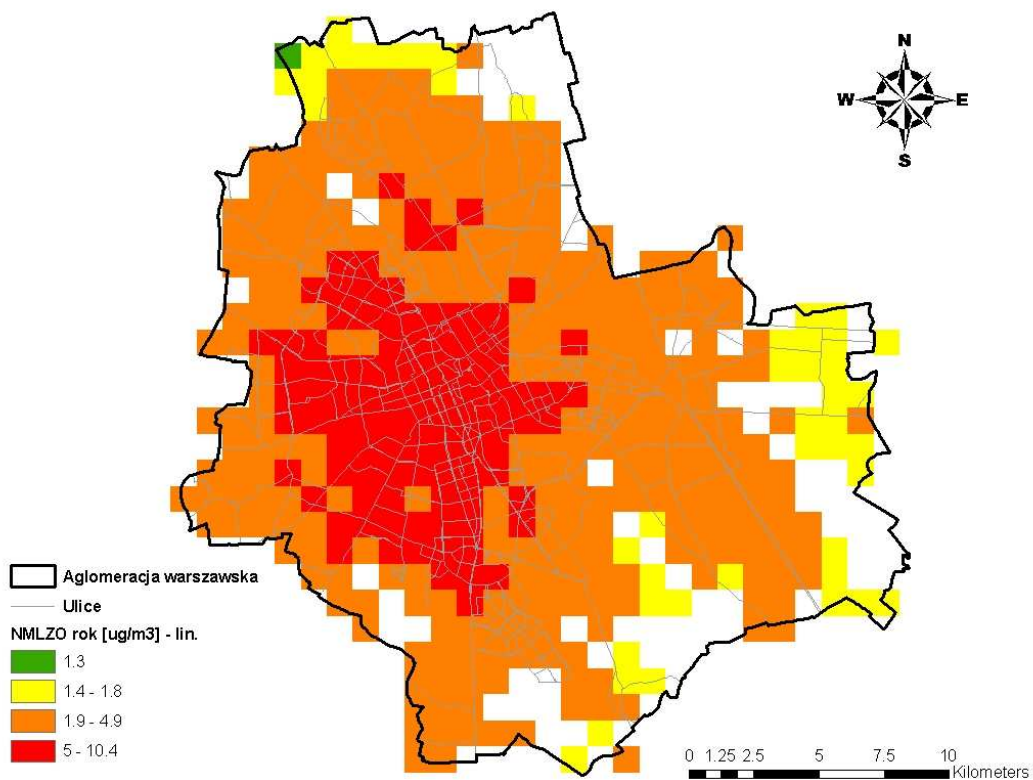 N
W E
S
Aglomeracja warszawska
Ulice
NMLZO rok [ug/m3] - lin.
1.3
1.4 - 1.8
1.9 - 4.9
5 - 10.4
0 1.25 2.5 5 7.5 10
Kilometers